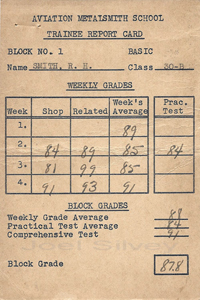 AVIATION METALSMITH SCHOOL
TRAINEE REPORT CARD
BLOCK NO. 1 BASIC
Name SMITH, R. H. Class 30-B
WEEKLY GRADES
Week Shop Related Week's Average Prac. Test
1. 89
2. 84 89 85 84
3. 81 99 85
4. 91 93 91
BLOCK GRADES
Weekly Grade Average 88
Practical Test Average 84
Comprehensive Test 91
Block Grade 87.8